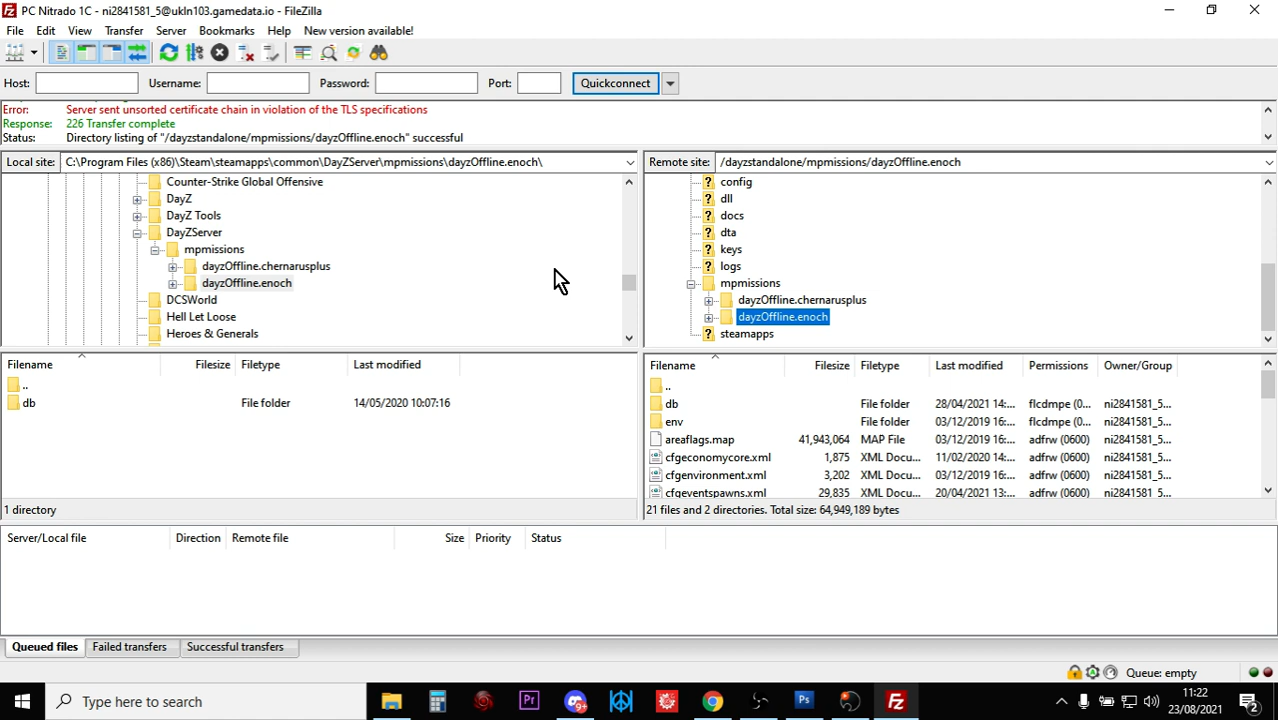 PC Nitrado 1C - ni2841581_5@ukln103.gamedata.io - FileZilla
File Edit View Transfer Server Bookmarks Help New version available!
Host: Username: Password: Port: Quickconnect
Error: Server sent unsorted certificate chain in violation of the TLS specifications
Response: 226 Transfer complete
Status: Directory listing of "/dayzstandalone/mpmissions/dayzOffline.enoch" successful
Local site: C:\Program Files (x86)\Steam\steamapps\common\DayZServer\mpmissions\dayzOffline.enoch\
Counter-Strike Global Offensive
DayZ
DayZ Tools
DayZServer
mpmissions
dayzOffline.chernarusplus
dayzOffline.enoch
DCSWorld
Hell Let Loose
Heroes & Generals
Filename Filesize Filetype Last modified
..
db File folder 14/05/2020 10:07:16
1 directory
Remote site: /dayzstandalone/mpmissions/dayzOffline.enoch
config
dll
docs
dta
keys
logs
mpmissions
dayzOffline.chernarusplus
dayzOffline.enoch
steamapps
Filename Filesize Filetype Last modified Permissions Owner/Group
..
db File folder 28/04/2021 14:... flcdmpe (0... ni2841581_5...
env File folder 03/12/2019 16:... flcdmpe (0... ni2841581_5...
areaflags.map 41,943,064 MAP File 03/12/2019 16:... adfrw (0600) ni2841581_5...
cfgeconomycore.xml 1,875 XML Docu... 11/02/2020 14:... adfrw (0600) ni2841581_5...
cfgenvironment.xml 3,202 XML Docu... 03/12/2019 16:... adfrw (0600) ni2841581_5...
cfgeventspawns.xml 29,835 XML Docu... 20/04/2021 13:... adfrw (0600) ni2841581_5...
21 files and 2 directories. Total size: 64,949,189 bytes
Server/Local file Direction Remote file Size Priority Status
Queued files Failed transfers Successful transfers
Queue: empty
Type here to search
9+
Pr
Ps
Fz
11:22
23/08/2021
2